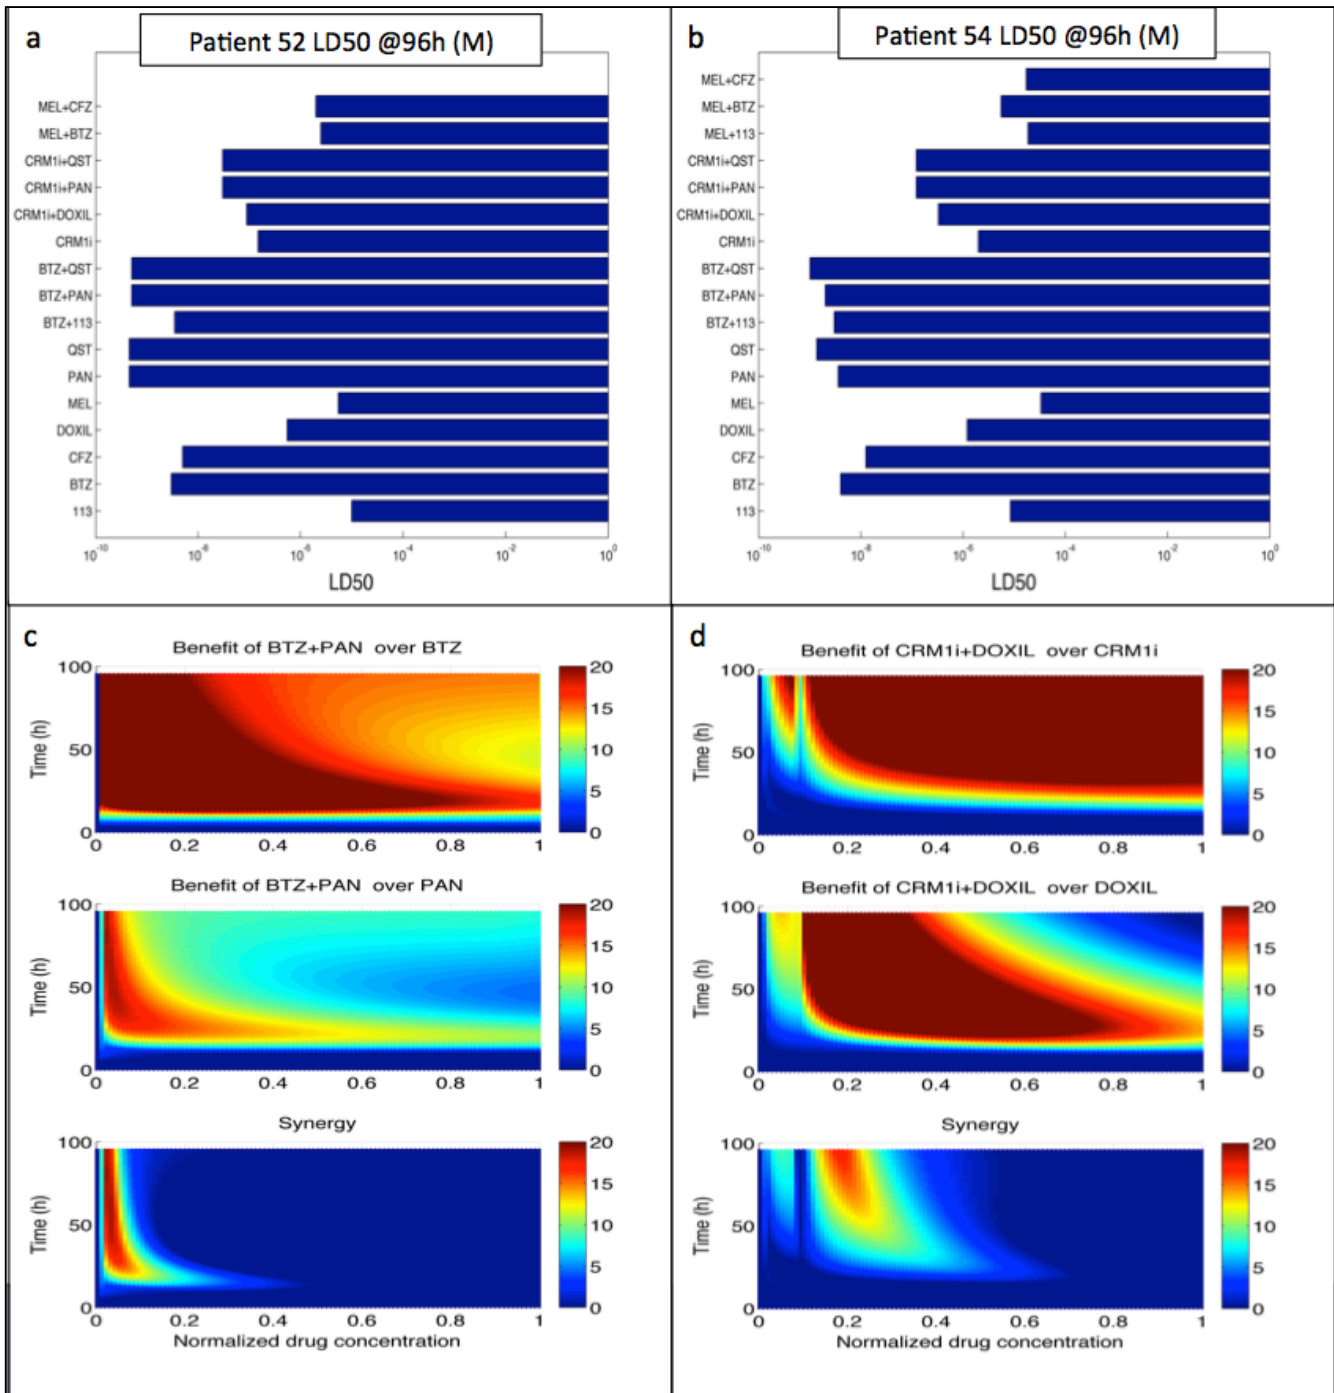 a
Patient 52 LD50 @96h (M)
MEL+CFZ
MEL+BTZ
CRM1i+QST
CRM1i+PAN
CRM1i+DOXIL
CRM1i
BTZ+QST
BTZ+PAN
BTZ+113
QST
PAN
MEL
DOXIL
CFZ
BTZ
113
10^-10 10^-8 10^-6 10^-4 10^-2 10^0
LD50
b
Patient 54 LD50 @96h (M)
MEL+CFZ
MEL+BTZ
MEL+113
CRM1i+QST
CRM1i+PAN
CRM1i+DOXIL
CRM1i
BTZ+QST
BTZ+PAN
BTZ+113
QST
PAN
MEL
DOXIL
CFZ
BTZ
113
10^-10 10^-8 10^-6 10^-4 10^-2 10^0
LD50
c
Benefit of BTZ+PAN over BTZ
Time (h)
100
50
0
0 0.2 0.4 0.6 0.8 1
20
15
10
5
0
Benefit of BTZ+PAN over PAN
Time (h)
100
50
0
0 0.2 0.4 0.6 0.8 1
20
15
10
5
0
Synergy
Time (h)
100
50
0
0 0.2 0.4 0.6 0.8 1
20
15
10
5
0
Normalized drug concentration
d
Benefit of CRM1i+DOXIL over CRM1i
Time (h)
100
50
0
0 0.2 0.4 0.6 0.8 1
20
15
10
5
0
Benefit of CRM1i+DOXIL over DOXIL
Time (h)
100
50
0
0 0.2 0.4 0.6 0.8 1
20
15
10
5
0
Synergy
Time (h)
100
50
0
0 0.2 0.4 0.6 0.8 1
20
15
10
5
0
Normalized drug concentration